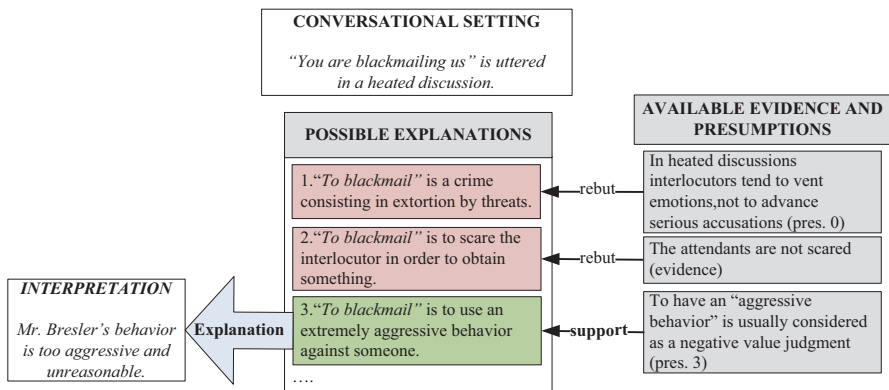 CONVERSATIONAL SETTING
“You are blackmailing us” is uttered
in a heated discussion.
POSSIBLE EXPLANATIONS
1.“To blackmail” is a crime
consisting in extortion by threats.
2.“To blackmail” is to scare the
interlocutor in order to obtain
something.
3.“To blackmail” is to use an
extremely aggressive behavior
against someone.
....
AVAILABLE EVIDENCE AND
PRESUMPTIONS
In heated discussions
interlocutors tend to vent
emotions,not to advance
serious accusations (pres. 0)
rebut
The attendants are not scared
(evidence)
rebut
To have an “aggressive
behavior” is usually considered
as a negative value judgment
(pres. 3)
support
Explanation
INTERPRETATION
Mr. Bresler’s behavior
is too aggressive and
unreasonable.